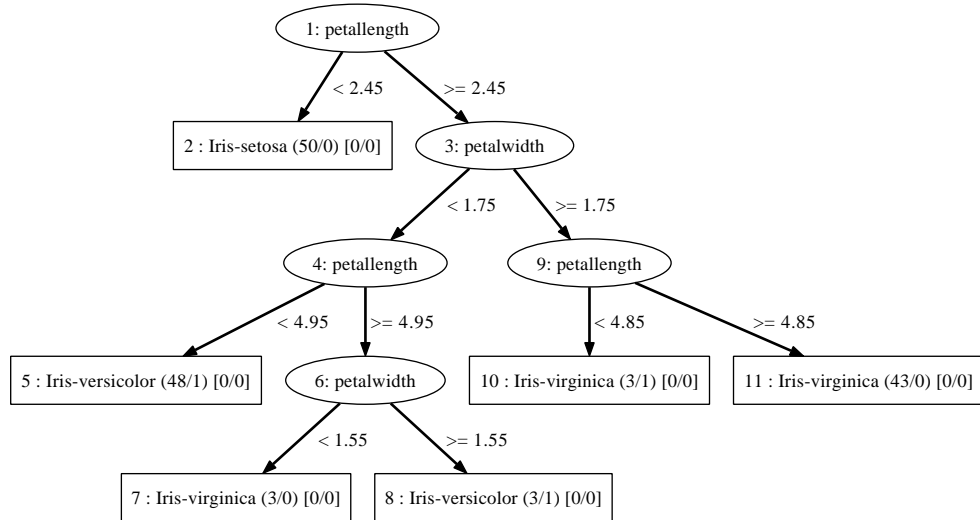 1: petallength
< 2.45
>= 2.45
2 : Iris-setosa (50/0) [0/0]
3: petalwidth
< 1.75
>= 1.75
4: petallength
9: petallength
< 4.95
>= 4.95
< 4.85
>= 4.85
5 : Iris-versicolor (48/1) [0/0]
6: petalwidth
10 : Iris-virginica (3/1) [0/0]
11 : Iris-virginica (43/0) [0/0]
< 1.55
>= 1.55
7 : Iris-virginica (3/0) [0/0]
8 : Iris-versicolor (3/1) [0/0]